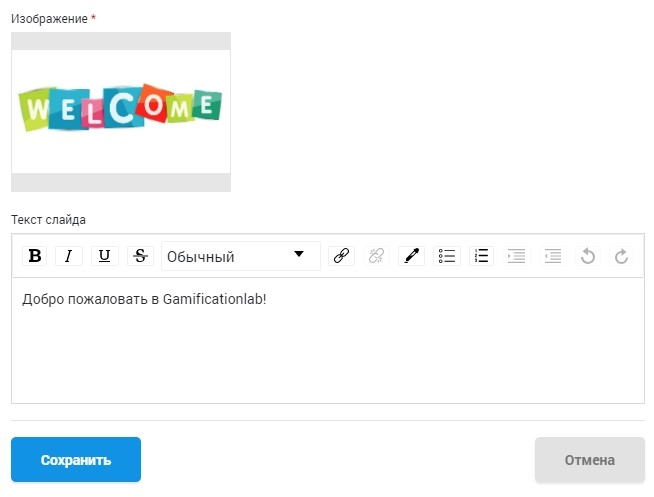 Изображение *
WELCOME
Текст слайда
B I U S Обычный
Добро пожаловать в Gamificationlab!
Сохранить Отмена